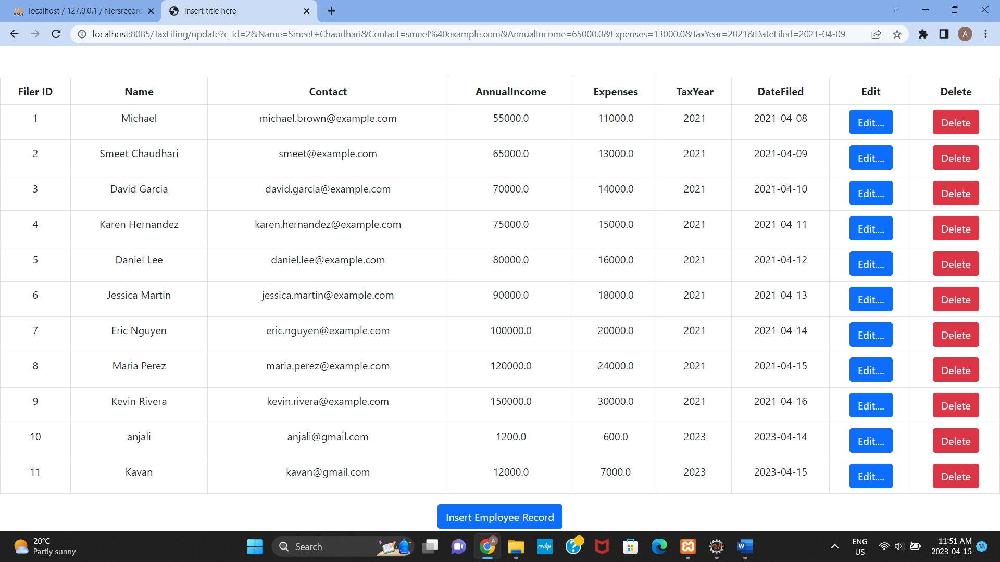 localhost / 127.0.0.1 / filersrecord
Insert title here
localhost:8085/TaxFiling/update?c_id=2&Name=Smeet+Chaudhari&Contact=smeet%40example.com&AnnualIncome=65000.0&Expenses=13000.0&TaxYear=2021&DateFiled=2021-04-09
A
Filer ID Name Contact AnnualIncome Expenses TaxYear DateFiled Edit Delete
1 Michael michael.brown@example.com 55000.0 11000.0 2021 2021-04-08 Edit.... Delete
2 Smeet Chaudhari smeet@example.com 65000.0 13000.0 2021 2021-04-09 Edit.... Delete
3 David Garcia david.garcia@example.com 70000.0 14000.0 2021 2021-04-10 Edit.... Delete
4 Karen Hernandez karen.hernandez@example.com 75000.0 15000.0 2021 2021-04-11 Edit.... Delete
5 Daniel Lee daniel.lee@example.com 80000.0 16000.0 2021 2021-04-12 Edit.... Delete
6 Jessica Martin jessica.martin@example.com 90000.0 18000.0 2021 2021-04-13 Edit.... Delete
7 Eric Nguyen eric.nguyen@example.com 100000.0 20000.0 2021 2021-04-14 Edit.... Delete
8 Maria Perez maria.perez@example.com 120000.0 24000.0 2021 2021-04-15 Edit.... Delete
9 Kevin Rivera kevin.rivera@example.com 150000.0 30000.0 2021 2021-04-16 Edit.... Delete
10 anjali anjali@gmail.com 1200.0 600.0 2023 2023-04-14 Edit.... Delete
11 Kavan kavan@gmail.com 12000.0 7000.0 2023 2023-04-15 Edit.... Delete
Insert Employee Record
20°C
Partly sunny
Search
myhp
ENG
US
11:51 AM
2023-04-15
18